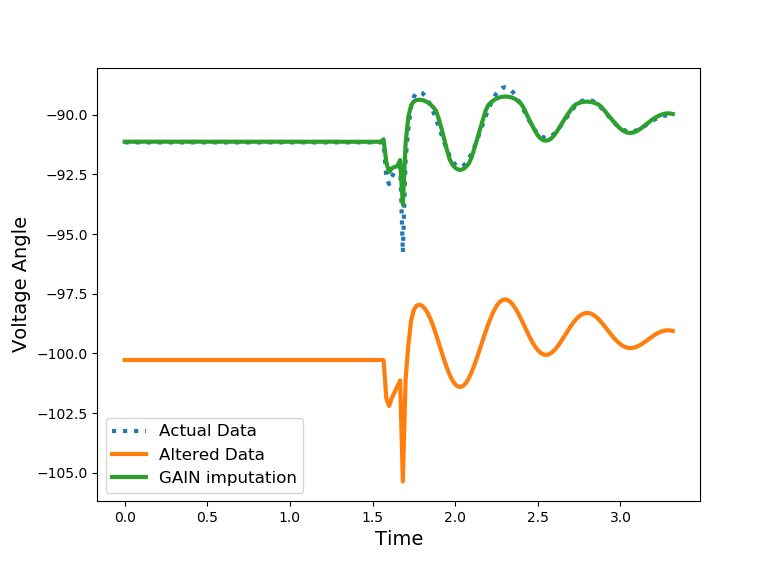 −90.0
−92.5
−95.0
−97.5
−100.0
−102.5
−105.0
Voltage Angle
Actual Data
Altered Data
GAIN imputation
0.0 0.5 1.0 1.5 2.0 2.5 3.0
Time